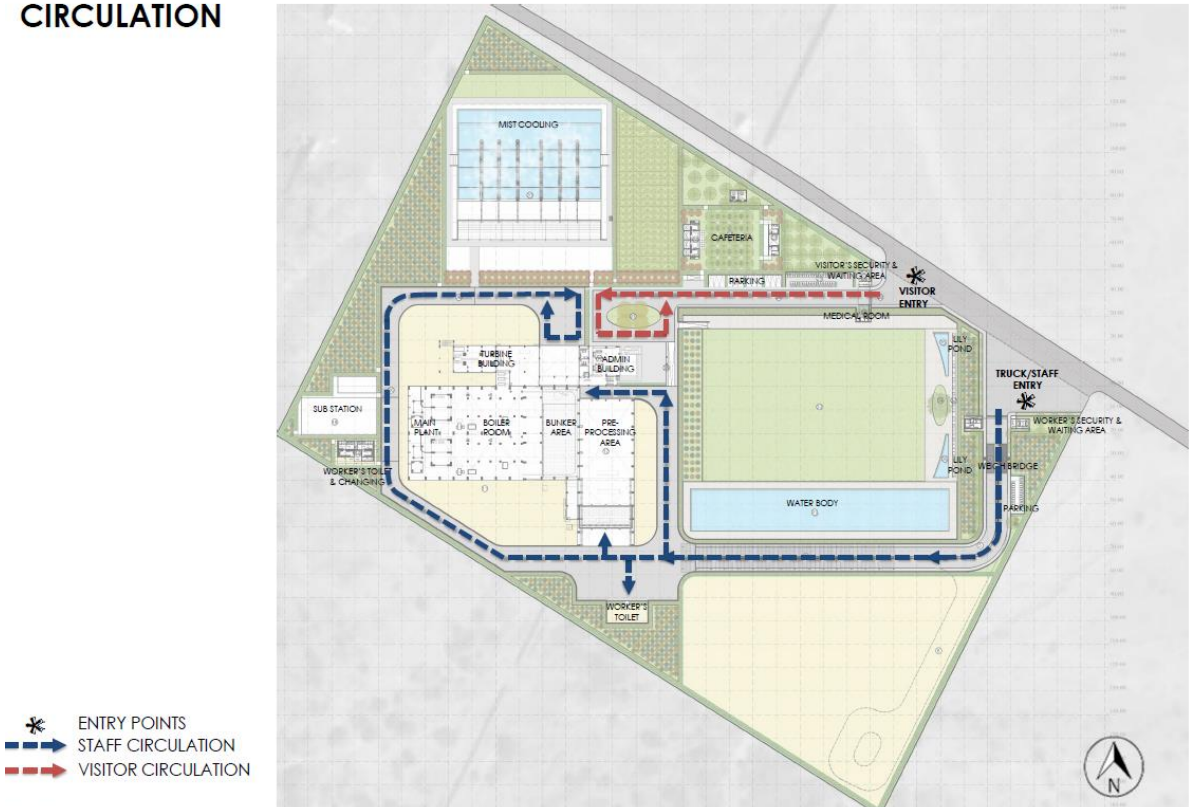 CIRCULATION
MIST COOLING
CAFETERIA
VISITOR'S SECURITY &
WAITING AREA
PARKING
VISITOR
ENTRY
MEDICAL ROOM
LILY
POND
TURBINE
BUILDING
ADMIN
BUILDING
TRUCK/STAFF
ENTRY
SUB STATION
MAIN
PLANT
BOILER
ROOM
BUNKER
AREA
PRE-
PROCESSING
AREA
WORKER'S SECURITY &
WAITING AREA
WORKER'S TOILET
& CHANGING
LILY
POND
WEIGH BRIDGE
PARKING
WATER BODY
WORKER'S
TOILET
ENTRY POINTS
STAFF CIRCULATION
VISITOR CIRCULATION
N